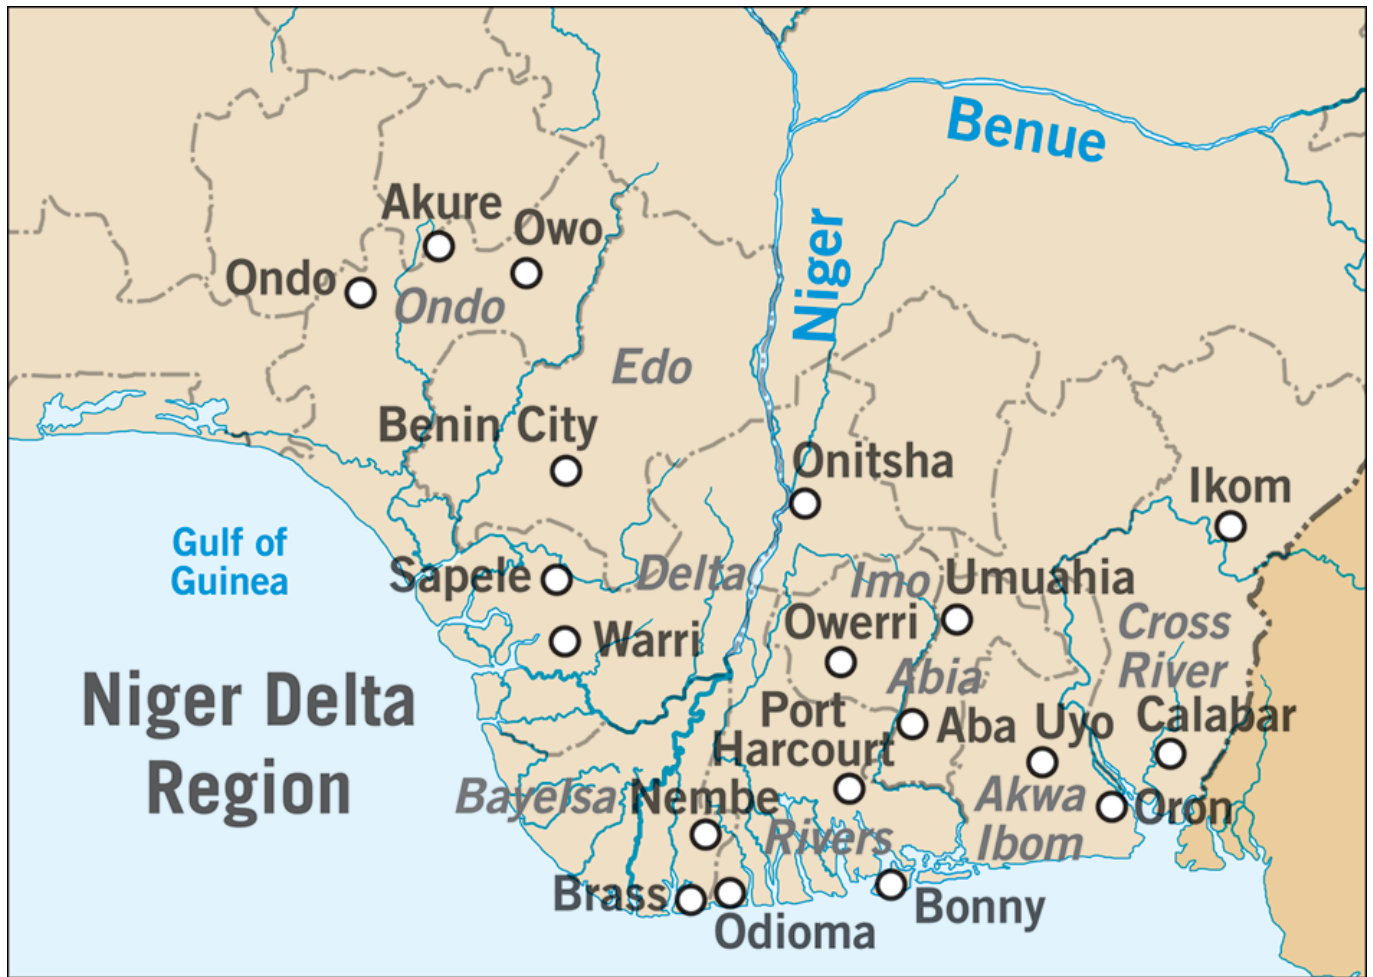 Benue
Niger
Akure
Owo
Ondo
Ondo
Edo
Benin City
Onitsha
Ikom
Gulf of
Guinea
Sapele
Delta
Imo
Umuahia
Warri
Owerri
Cross
River
Abia
Niger Delta
Region
Port
Harcourt
Aba
Uyo
Calabar
Bayelsa
Nembe
Akwa
Ibom
Oron
Rivers
Brass
Odioma
Bonny